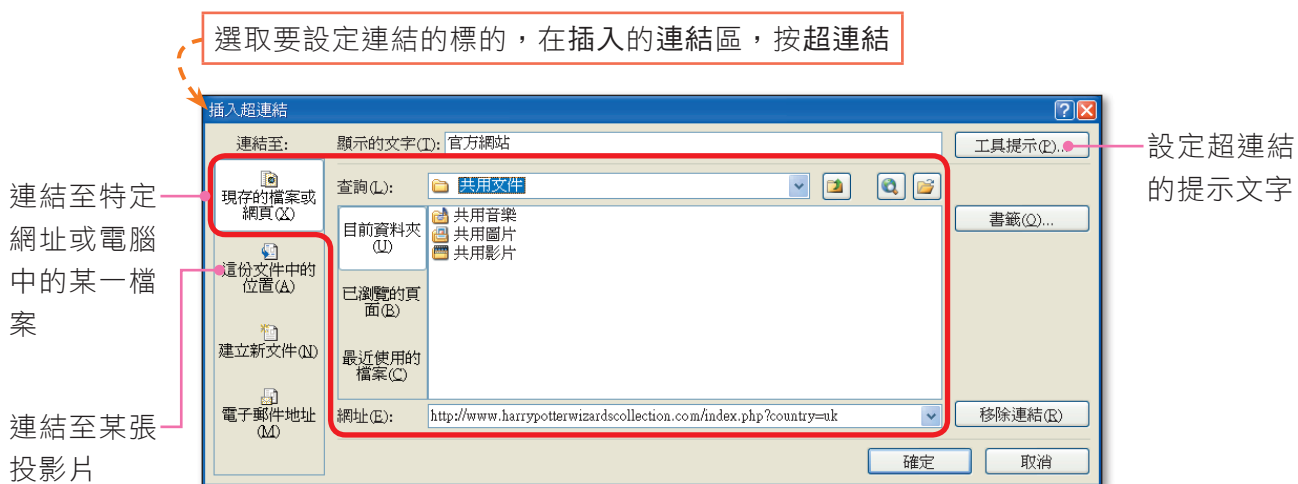 選取要設定連結的標的，在插入的連結區，按超連結
插入超連結
連結至:
顯示的文字(T): 官方網站
工具提示(P)...
設定超連結
的提示文字
現存的檔案或
網頁(X)
查詢(L):
共用文件
連結至特定
網址或電腦
中的某一檔
案
目前資料夾
(U)
共用音樂
共用圖片
共用影片
書籤(O)...
這份文件中的
位置(A)
已瀏覽的頁
面(B)
建立新文件(N)
最近使用的
檔案(C)
電子郵件地址
(M)
網址(E):
http://www.harrypotterwizardscollection.com/index.php?country=uk
移除連結(R)
連結至某張
投影片
確定
取消